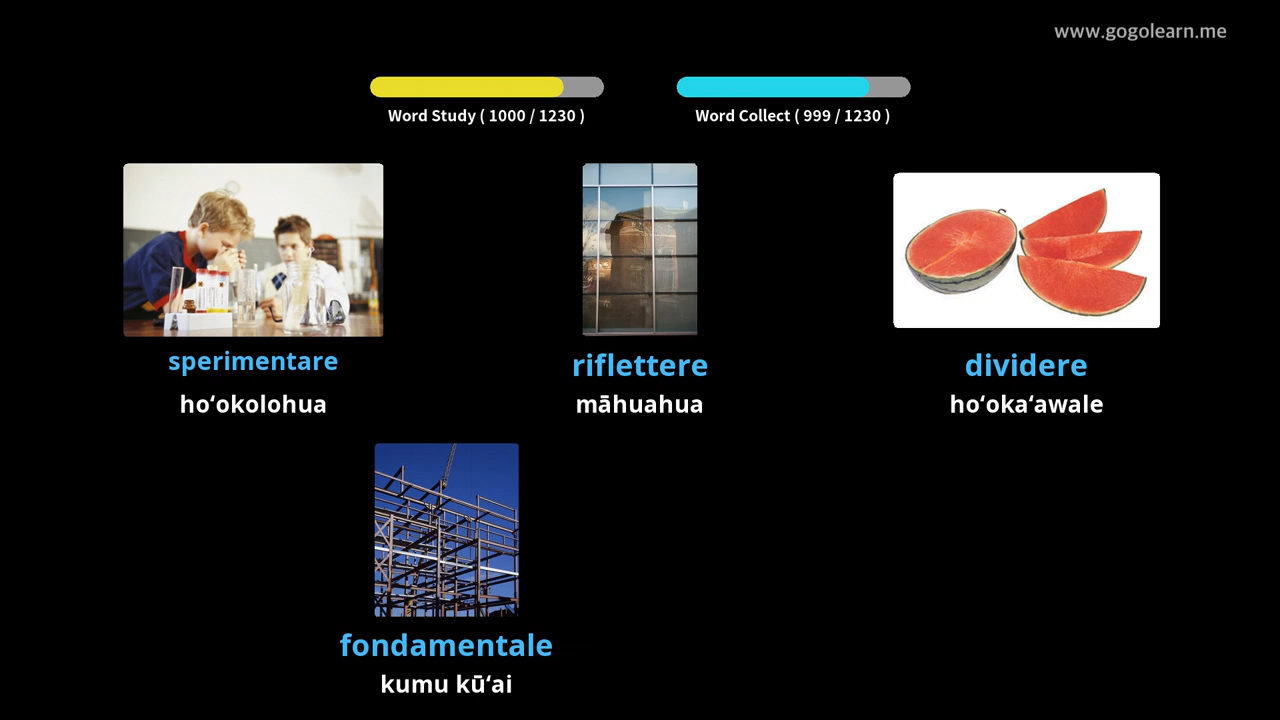 www.gogolearn.me
Word Study ( 1000 / 1230 )
Word Collect ( 999 / 1230 )
sperimentare
hoʻokolohua
riflettere
māhuahua
dividere
hoʻokaʻawale
fondamentale
kumu kūʻai